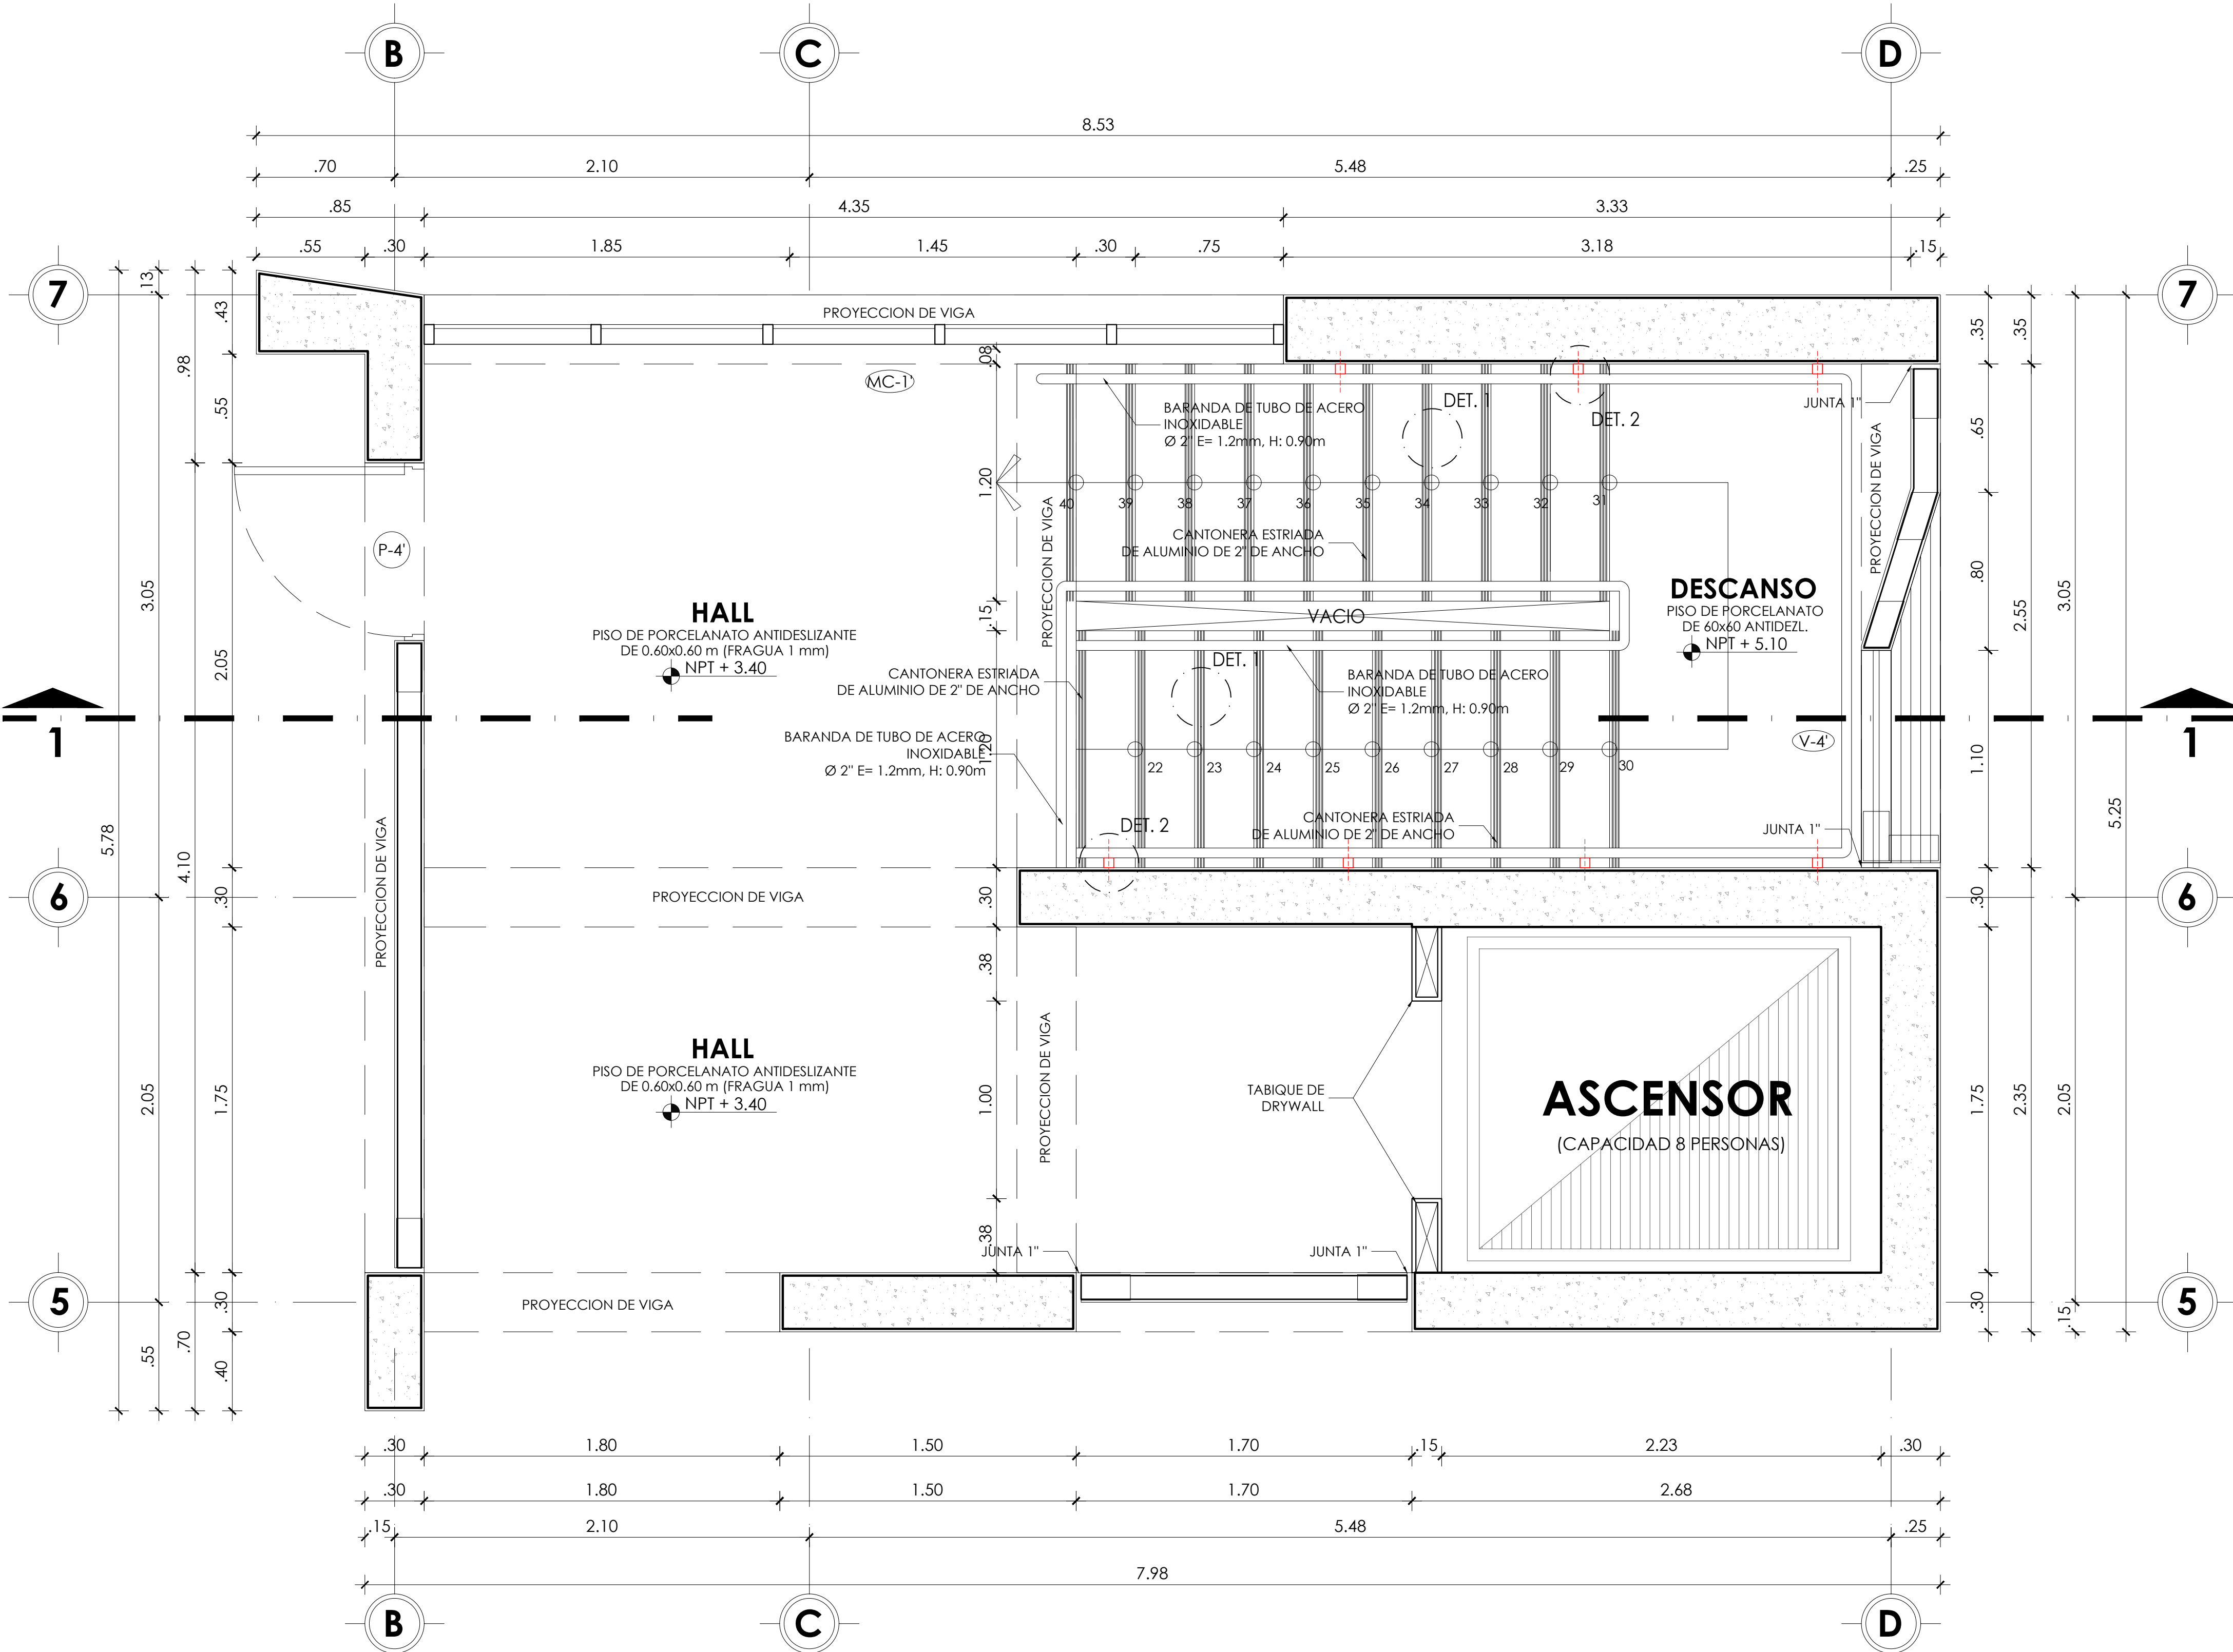 B
C
D
8.53
.70
2.10
5.48
.25
.85
4.35
3.33
.55
.30
1.85
1.45
.30
.75
3.18
.15
7
7
.13
.43
.98
.55
3.05
2.05
5.78
4.10
.30
2.05
1.75
.30
.70
.55
.40
PROYECCION DE VIGA
MC-1'
.08
1.20
.15
1.20
.30
.38
1.00
.38
BARANDA DE TUBO DE ACERO
INOXIDABLE
Ø 2" E= 1.2mm, H: 0.90m
DET. 1
DET. 2
JUNTA 1"
PROYECCION DE VIGA
PROYECCION DE VIGA
40
39
38
37
36
35
34
33
32
31
CANTONERA ESTRIADA
DE ALUMINIO DE 2" DE ANCHO
P-4'
HALL
PISO DE PORCELANATO ANTIDESLIZANTE
DE 0.60x0.60 m (FRAGUA 1 mm)
NPT + 3.40
VACIO
DESCANSO
PISO DE PORCELANATO
DE 60x60 ANTIDEZL.
NPT + 5.10
CANTONERA ESTRIADA
DE ALUMINIO DE 2" DE ANCHO
DET. 1
BARANDA DE TUBO DE ACERO
INOXIDABLE
Ø 2" E= 1.2mm, H: 0.90m
1
1
BARANDA DE TUBO DE ACERO
INOXIDABLE
Ø 2" E= 1.2mm, H: 0.90m
V-4'
22
23
24
25
26
27
28
29
30
DET. 2
CANTONERA ESTRIADA
DE ALUMINIO DE 2" DE ANCHO
JUNTA 1"
PROYECCION DE VIGA
6
PROYECCION DE VIGA
6
HALL
PISO DE PORCELANATO ANTIDESLIZANTE
DE 0.60x0.60 m (FRAGUA 1 mm)
NPT + 3.40
PROYECCION DE VIGA
TABIQUE DE
DRYWALL
ASCENSOR
(CAPACIDAD 8 PERSONAS)
JUNTA 1"
JUNTA 1"
5
PROYECCION DE VIGA
5
.35
.35
.65
.80
2.55
3.05
1.10
5.25
.30
1.75
2.35
2.05
.30
.15
.30
1.80
1.50
1.70
.15
2.23
.30
.30
1.80
1.50
1.70
2.68
.15
2.10
5.48
.25
7.98
B
C
D